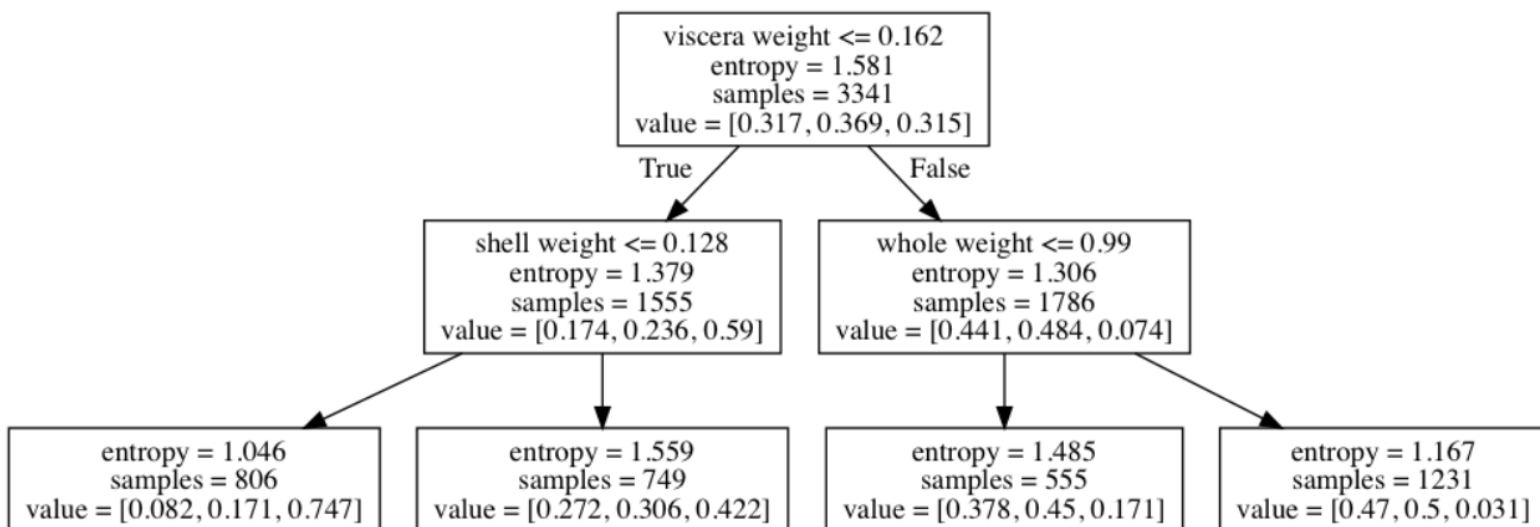 viscera weight <= 0.162
entropy = 1.581
samples = 3341
value = [0.317, 0.369, 0.315]
True
False
shell weight <= 0.128
entropy = 1.379
samples = 1555
value = [0.174, 0.236, 0.59]
whole weight <= 0.99
entropy = 1.306
samples = 1786
value = [0.441, 0.484, 0.074]
entropy = 1.046
samples = 806
value = [0.082, 0.171, 0.747]
entropy = 1.559
samples = 749
value = [0.272, 0.306, 0.422]
entropy = 1.485
samples = 555
value = [0.378, 0.45, 0.171]
entropy = 1.167
samples = 1231
value = [0.47, 0.5, 0.031]